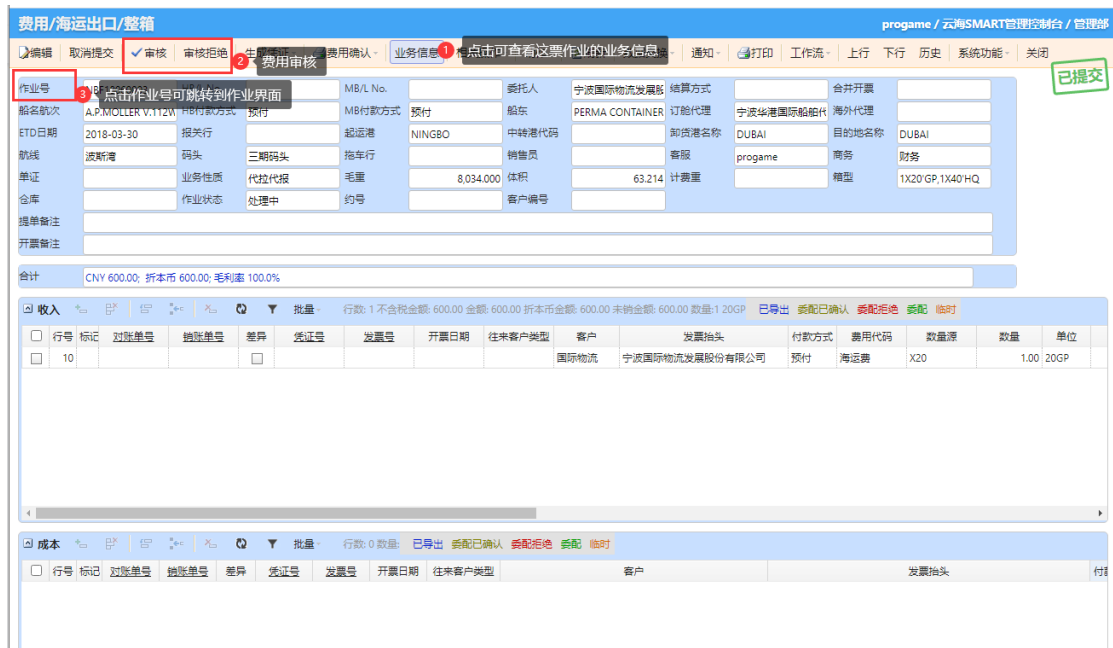 费用/海运出口/整箱 progame / 云海SMART管理控制台 / 管理部
编辑 取消提交 审核 审核拒绝 费用确认 业务信息 通知 打印 工作流 上行 下行 历史 系统功能 关闭
1 点击可查看这票作业的业务信息
2 费用审核
已提交
作业号 MB/L No. 委托人 宁波国际物流发展股 结算方式 合并开票
3 点击作业号可跳转到作业界面
船名航次 A.P.MOLLER V.112W HB付款方式 预付 MB付款方式 预付 船东 PERMA CONTAINER 订舱代理 宁波华港国际船舶代 海外代理
ETD日期 2018-03-30 报关行 起运港 NINGBO 中转港代码 卸货港名称 DUBAI 目的地名称 DUBAI
航线 波斯湾 码头 三期码头 拖车行 销售员 客服 progame 商务 财务
单证 业务性质 代拉代报 毛重 8,034.000 体积 63.214 计费重 箱型 1X20'GP,1X40'HQ
仓库 作业状态 处理中 约号 客户编号
提单备注
开票备注
合计 CNY 600.00; 折本币 600.00; 毛利率 100.0%
收入 批量 行数: 1 不含税金额: 600.00 金额: 600.00 折本币金额: 600.00 未销金额: 600.00 数量:1 20GP 已导出 委配已确认 委配拒绝 委配 临时
行号 标记 对账单号 销账单号 差异 凭证号 发票号 开票日期 往来客户类型 客户 发票抬头 付款方式 费用代码 数量源 数量 单位
10 国际物流 宁波国际物流发展股份有限公司 预付 海运费 X20 1.00 20GP
成本 批量 行数: 0 数量: 已导出 委配已确认 委配拒绝 委配 临时
行号 标记 对账单号 销账单号 差异 凭证号 发票号 开票日期 往来客户类型 客户 发票抬头